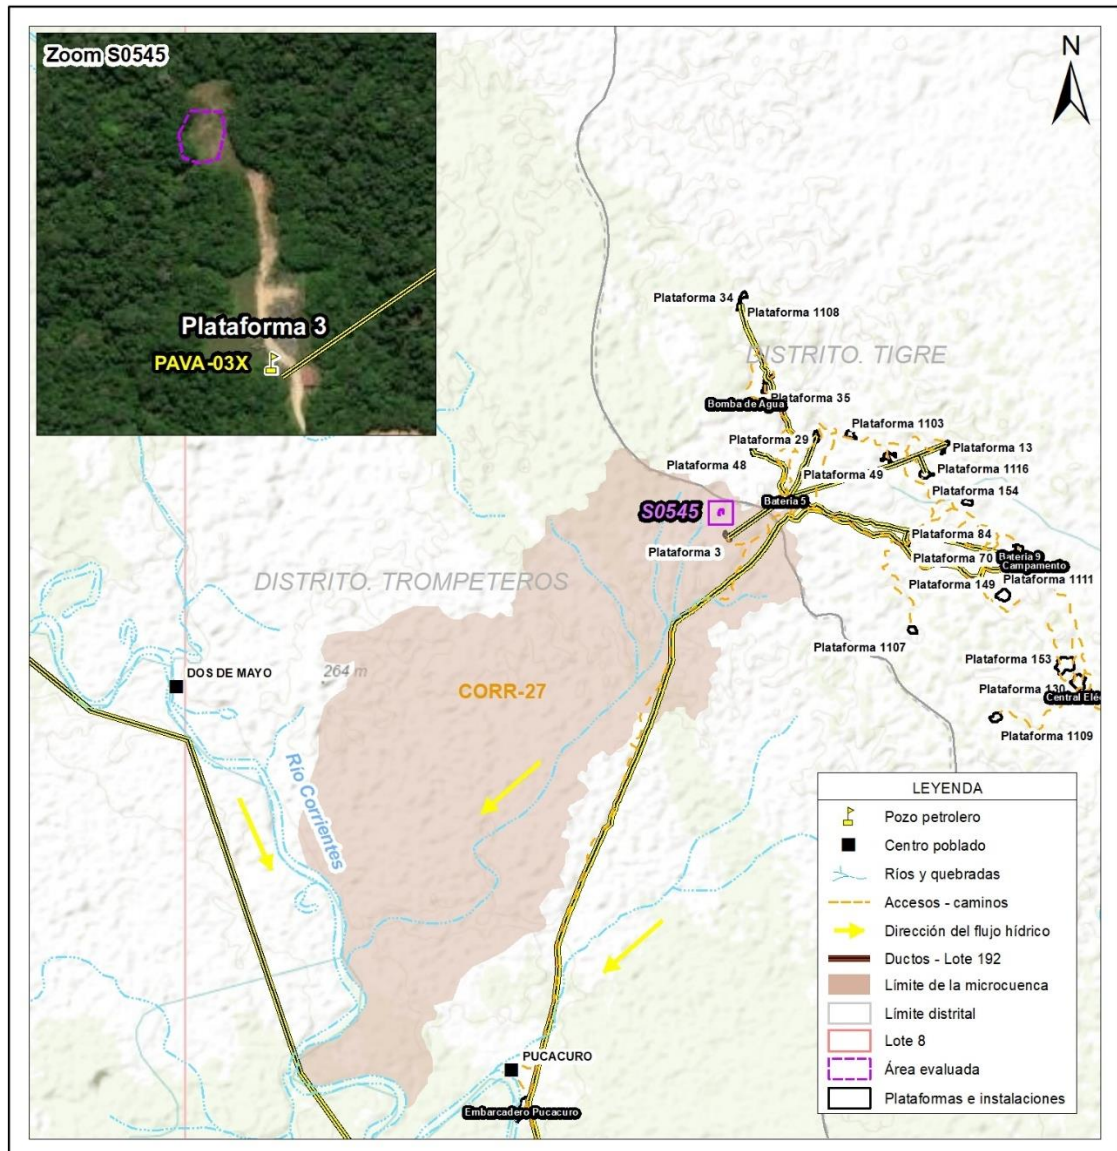 Zoom S0545
N
Plataforma 3
PAVA-03X
Plataforma 34
Plataforma 1108
DISTRITO. TIGRE
Bomba de Agua
Plataforma 35
Plataforma 1103
Plataforma 29
Plataforma 13
Plataforma 48
Plataforma 49
Plataforma 1116
Plataforma 154
Batería 5
S0545
Plataforma 3
Plataforma 84
Plataforma 70
Batería 9
Campamento
Plataforma 149
Plataforma 1111
DISTRITO. TROMPETEROS
Plataforma 1107
264 m
DOS DE MAYO
CORR-27
Plataforma 153
Plataforma 130
Central Eléc
Plataforma 1109
Río Corrientes
LEYENDA
Pozo petrolero
Centro poblado
Ríos y quebradas
Accesos - caminos
Dirección del flujo hídrico
Ductos - Lote 192
Límite de la microcuenca
Límite distrital
Lote 8
Área evaluada
Plataformas e instalaciones
PUCACURO
Embarcadero Pucacuro